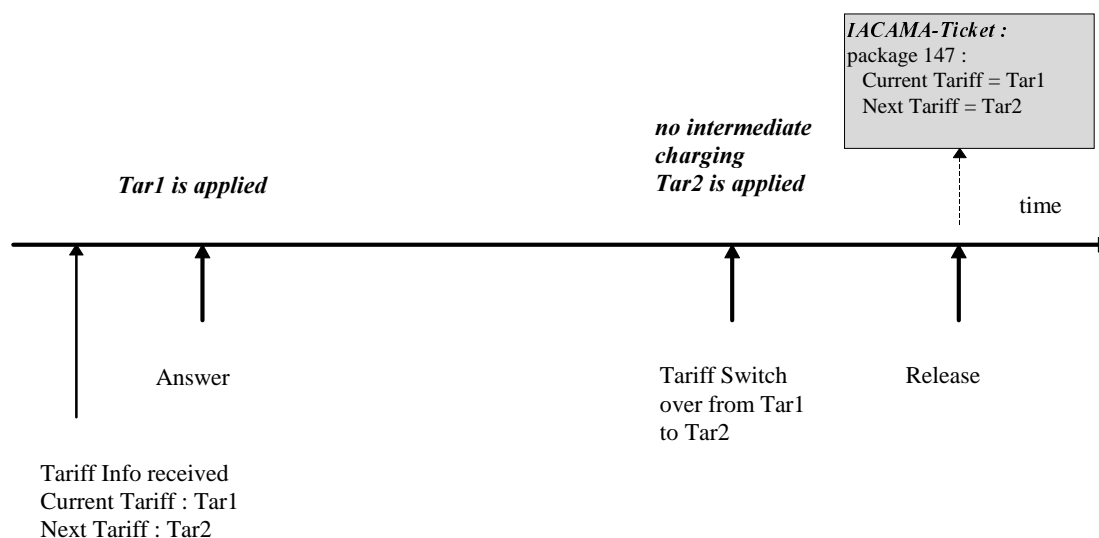 IACAMA-Ticket :
package 147 :
Current Tariff = Tar1
Next Tariff = Tar2
no intermediate
charging
Tar2 is applied
Tar1 is applied
time
Answer
Tariff Switch
over from Tar1
to Tar2
Release
Tariff Info received
Current Tariff : Tar1
Next Tariff : Tar2